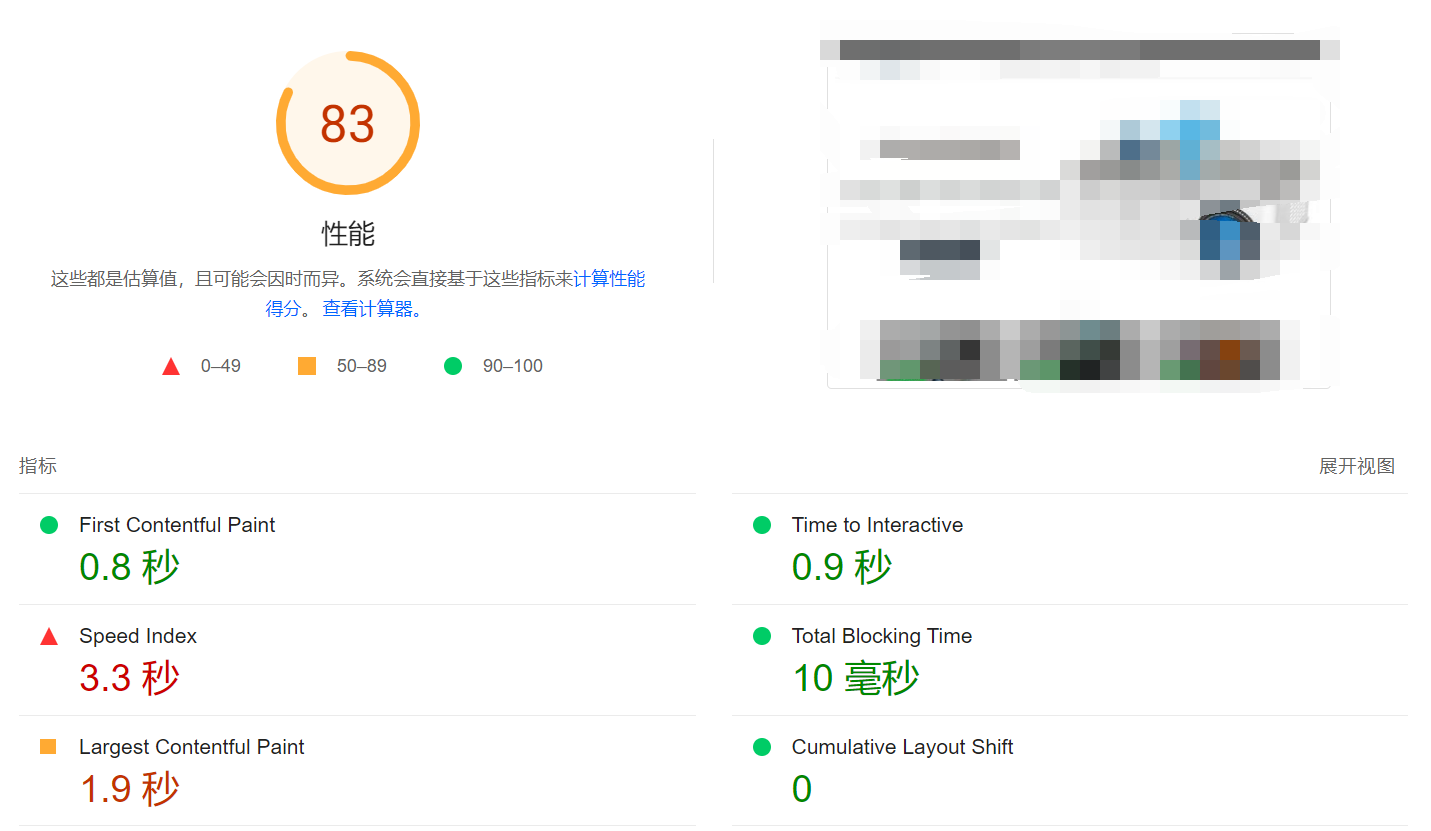 83
性能
这些都是估算值，且可能会因时而异。系统会直接基于这些指标来计算性能
得分。 查看计算器。
0–49 50–89 90–100
指标
展开视图
First Contentful Paint
0.8 秒
Time to Interactive
0.9 秒
Speed Index
3.3 秒
Total Blocking Time
10 毫秒
Largest Contentful Paint
1.9 秒
Cumulative Layout Shift
0